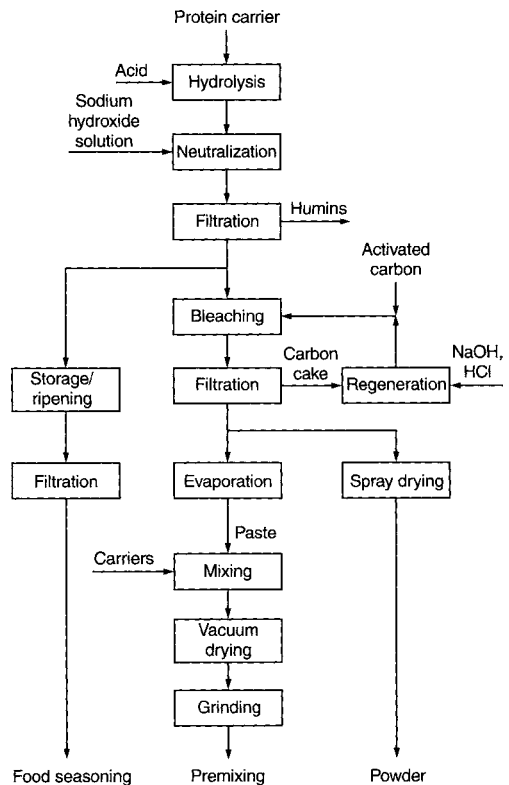 Protein carrier
Acid
Hydrolysis
Sodium
hydroxide
solution
Neutralization
Filtration
Humins
Activated
carbon
Bleaching
Carbon
cake
NaOH,
HCl
Storage/
ripening
Filtration
Regeneration
Filtration
Evaporation
Spray drying
Paste
Carriers
Mixing
Vacuum
drying
Grinding
Food seasoning
Premixing
Powder